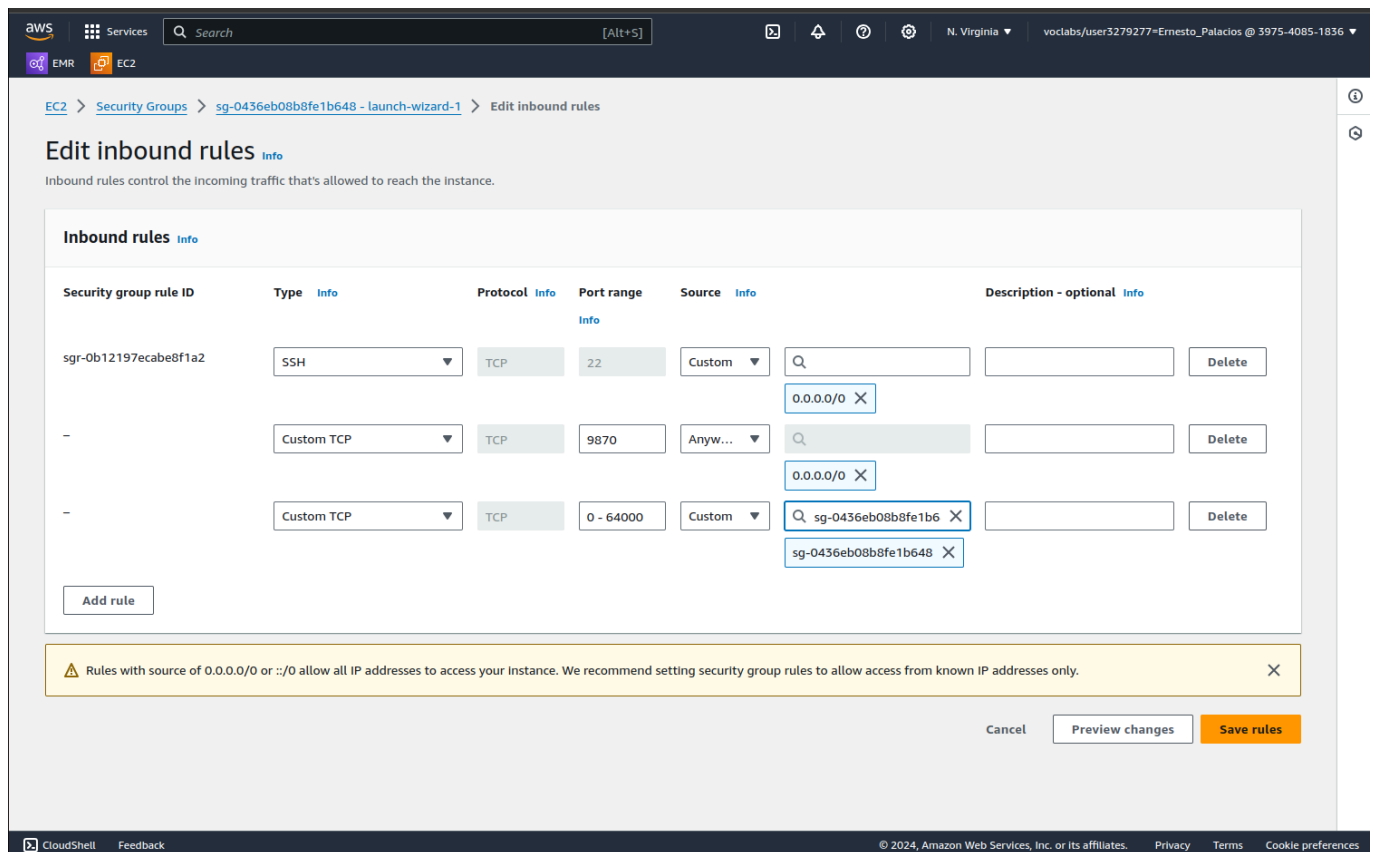 aws Services Search [Alt+S] N. Virginia ▼ voclabs/user3279277=Ernesto_Palacios @ 3975-4085-1836 ▼
EMR EC2
EC2 > Security Groups > sg-0436eb08b8fe1b648 - launch-wizard-1 > Edit inbound rules
Edit inbound rules Info
Inbound rules control the incoming traffic that's allowed to reach the instance.
Inbound rules Info
Security group rule ID Type Info Protocol Info Port range Source Info Description - optional Info
Info
sgr-0b12197ecabe8f1a2 SSH TCP 22 Custom Delete
0.0.0.0/0
– Custom TCP TCP 9870 Anyw... Delete
0.0.0.0/0
– Custom TCP TCP 0 - 64000 Custom sg-0436eb08b8fe1b6 Delete
sg-0436eb08b8fe1b648
Add rule
Rules with source of 0.0.0.0/0 or ::/0 allow all IP addresses to access your instance. We recommend setting security group rules to allow access from known IP addresses only.
Cancel Preview changes Save rules
CloudShell Feedback © 2024, Amazon Web Services, Inc. or its affiliates. Privacy Terms Cookie preferences